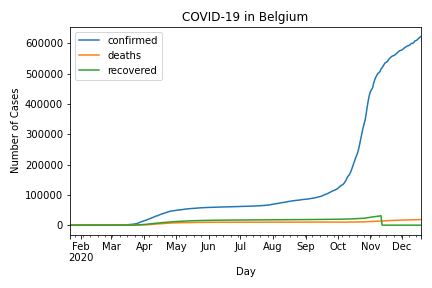 COVID-19 in Belgium
confirmed
deaths
recovered
600000
500000
400000
300000
200000
100000
0
Number of Cases
Feb Mar Apr May Jun Jul Aug Sep Oct Nov Dec
2020
Day